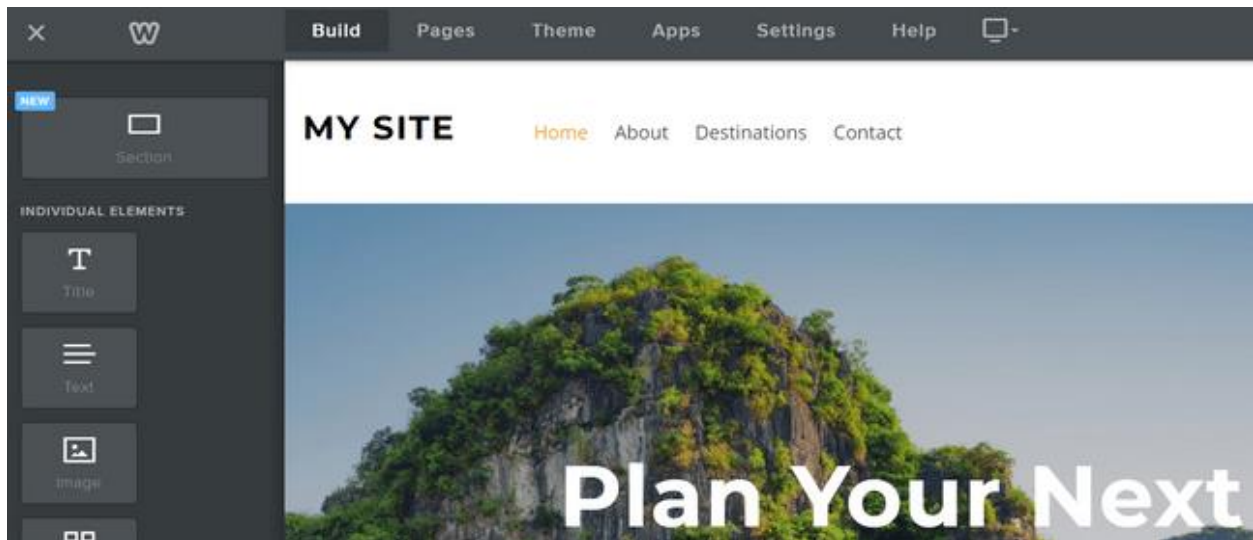 Build Pages Theme Apps Settings Help
NEW
Section
MY SITE Home About Destinations Contact
INDIVIDUAL ELEMENTS
Title
Text
Image
Plan Your Next